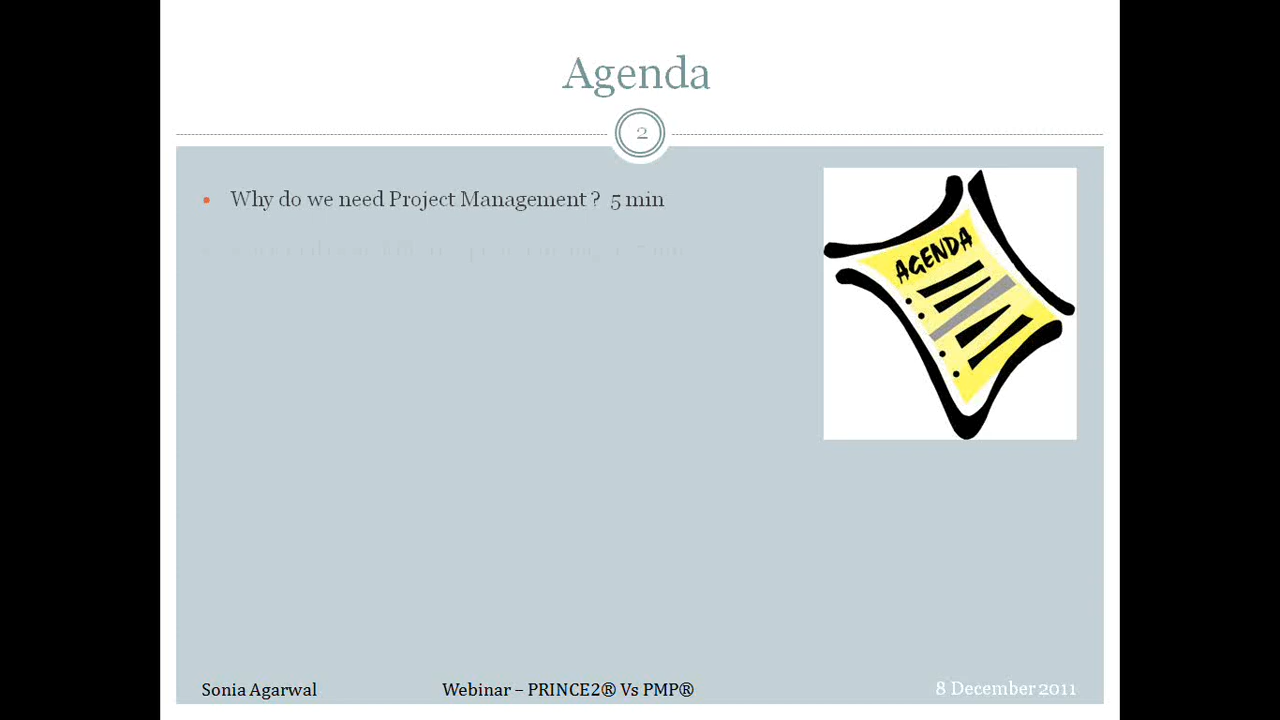 Agenda
2
• Why do we need Project Management ? 5 min
AGENDA
Sonia Agarwal
Webinar – PRINCE2® Vs PMP®
8 December 2011